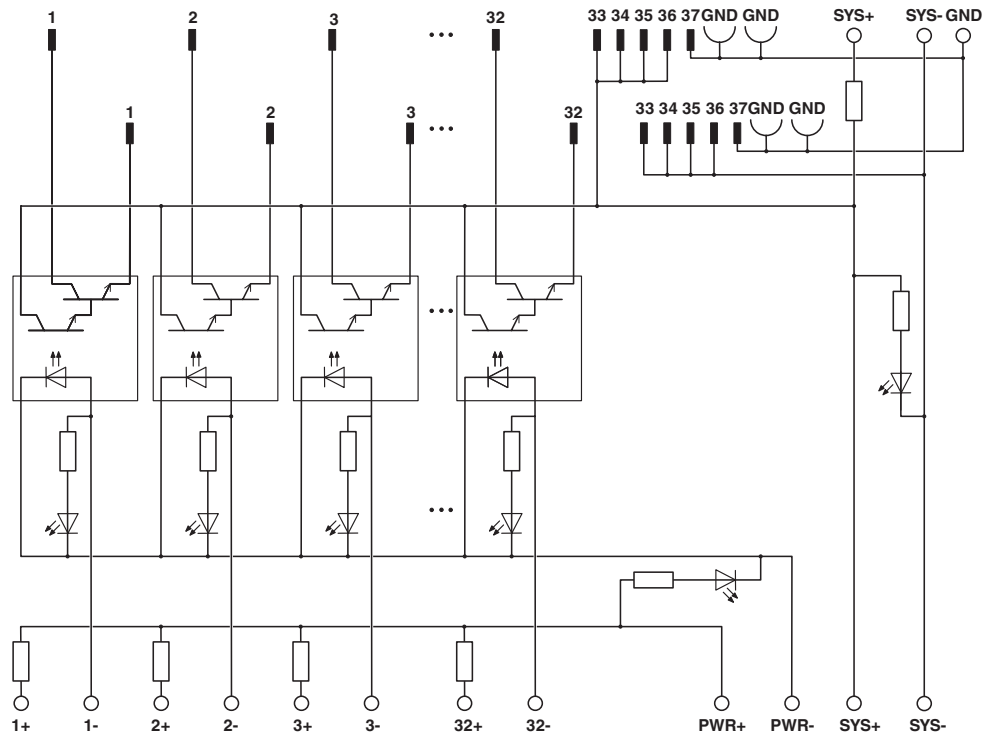 1 2 3 ... 32 33 34 35 36 37 GND GND SYS+ SYS- GND
1 2 3 ... 32 33 34 35 36 37 GND GND
...
...
1+ 1- 2+ 2- 3+ 3- 32+ 32- PWR+ PWR- SYS+ SYS-